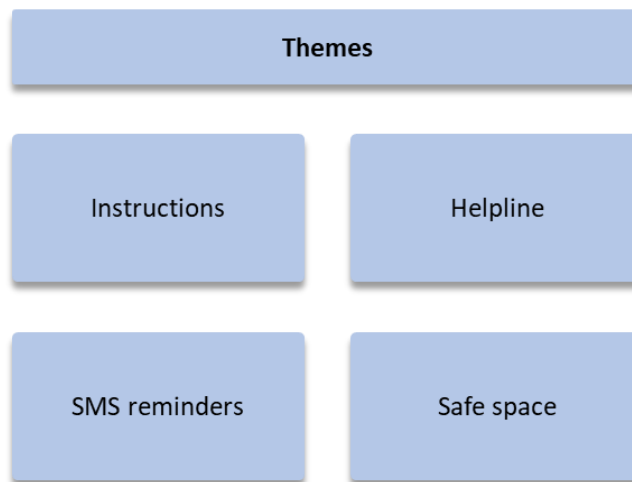 Themes
Instructions
Helpline
SMS reminders
Safe space